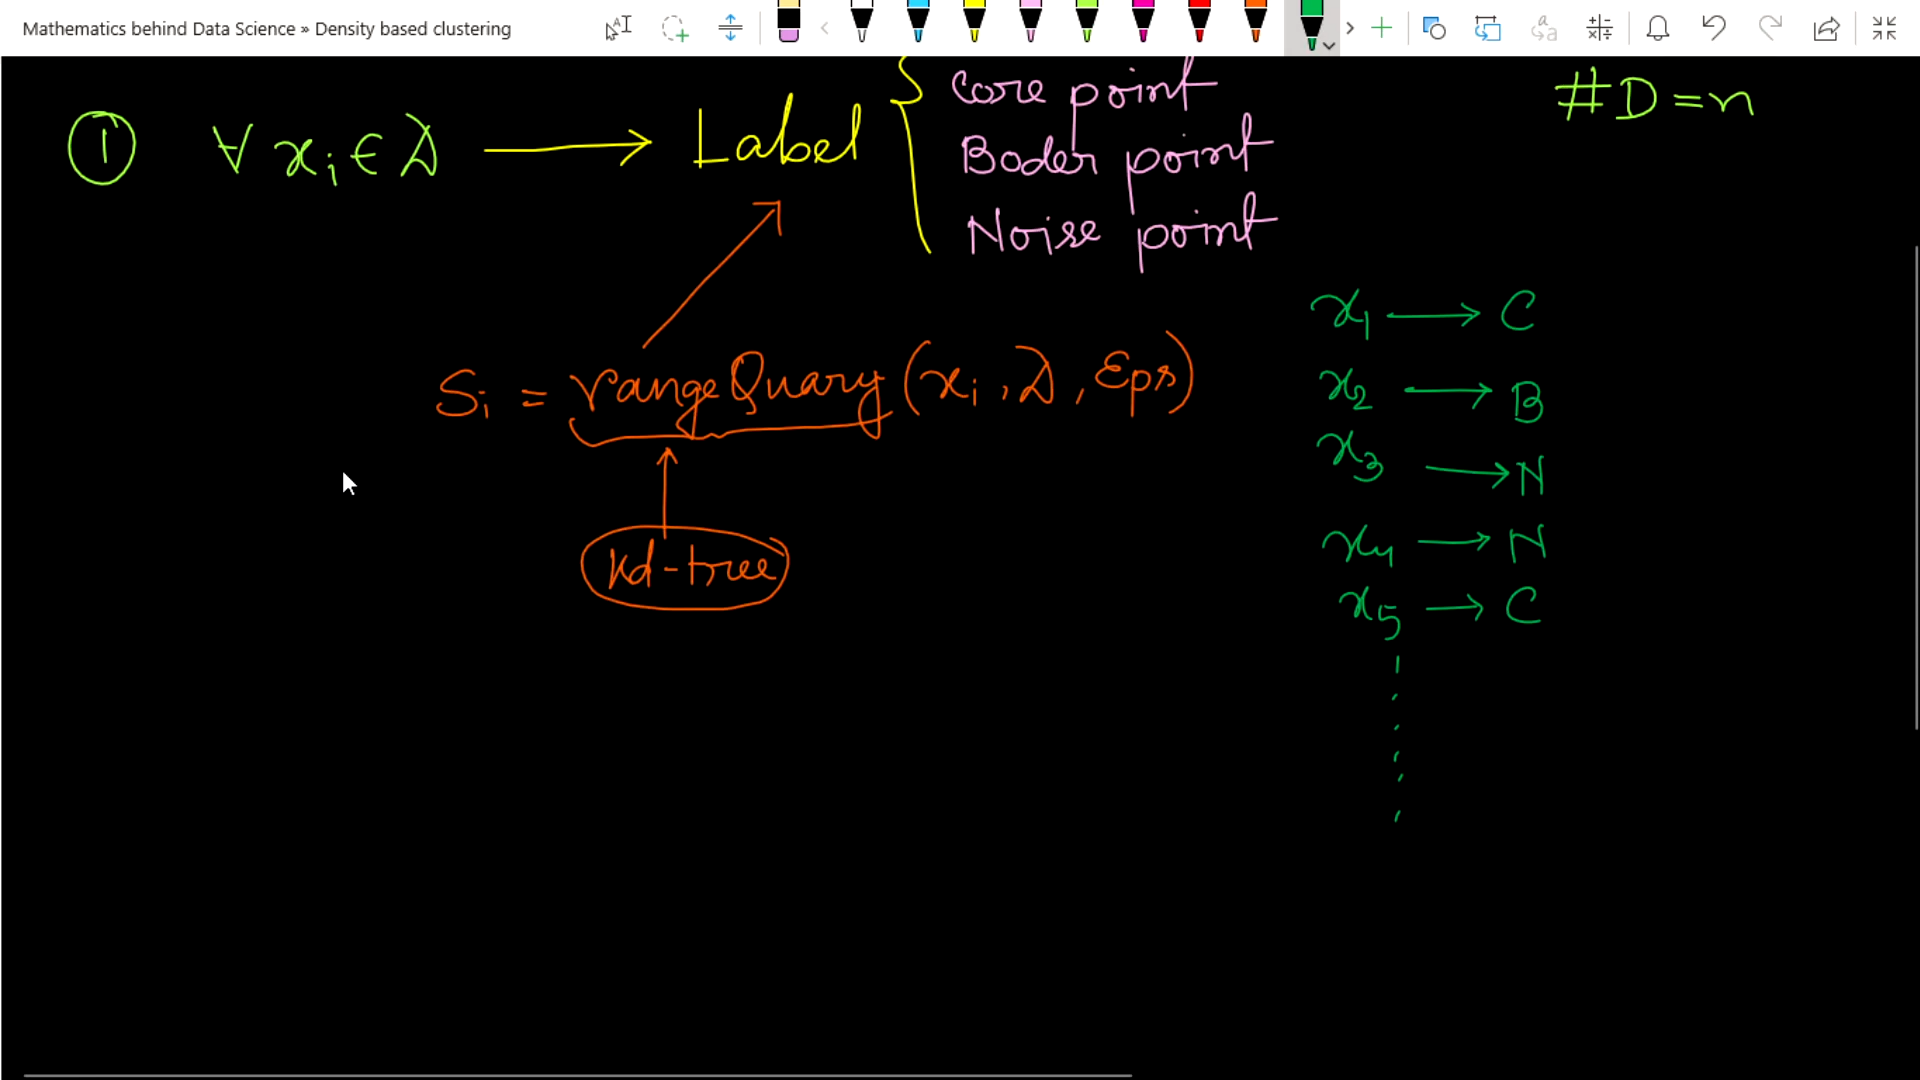 Mathematics behind Data Science » Density based clustering
#D = n
① ∀ xᵢ ∈ D → Label { Core point
Boder point
Noise point
Sᵢ = rangeQuary (xᵢ, D, Eps)
kd-tree
x₁ → C
x₂ → B
x₃ → N
x₄ → N
x₅ → C